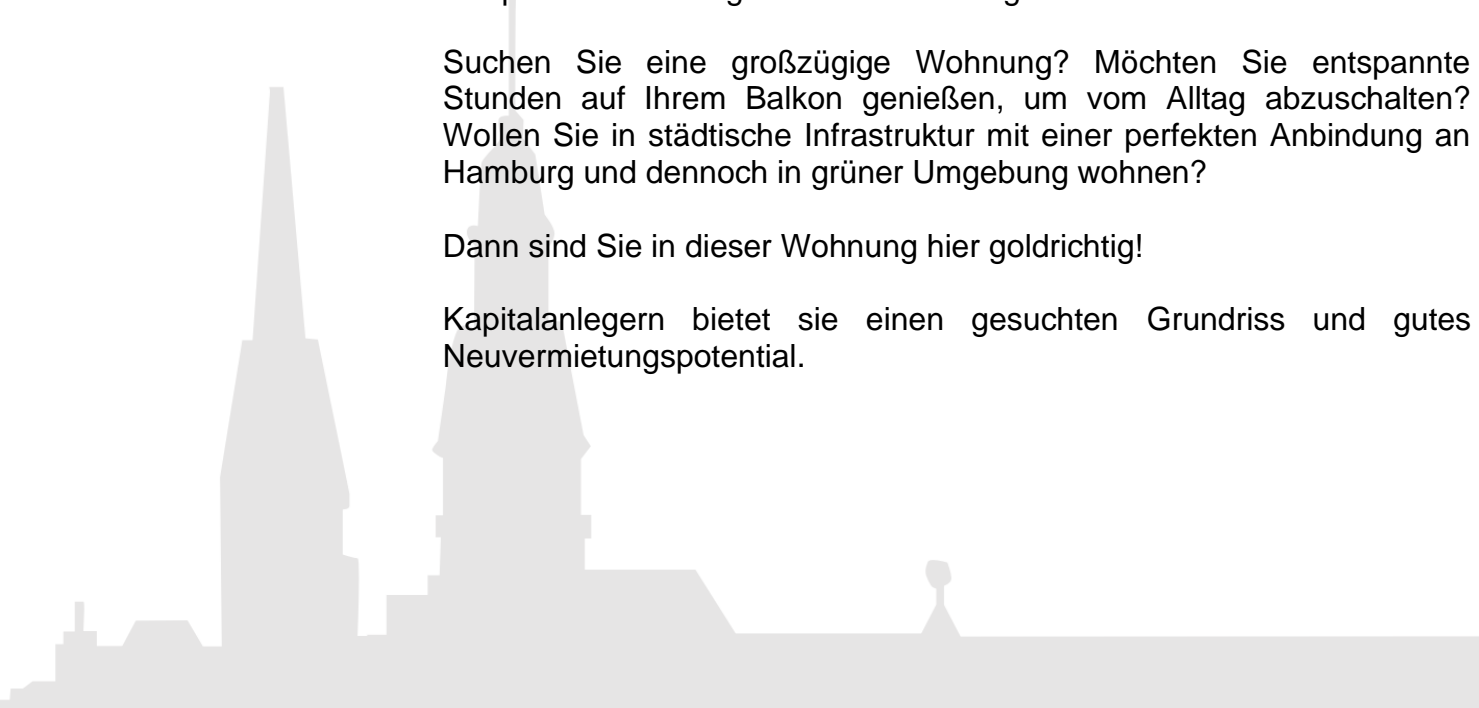 Suchen Sie eine großzügige Wohnung? Möchten Sie entspannte
Stunden auf Ihrem Balkon genießen, um vom Alltag abzuschalten?
Wollen Sie in städtische Infrastruktur mit einer perfekten Anbindung an
Hamburg und dennoch in grüner Umgebung wohnen?
Dann sind Sie in dieser Wohnung hier goldrichtig!
Kapitalanlegern bietet sie einen gesuchten Grundriss und gutes
Neuvermietungspotential.